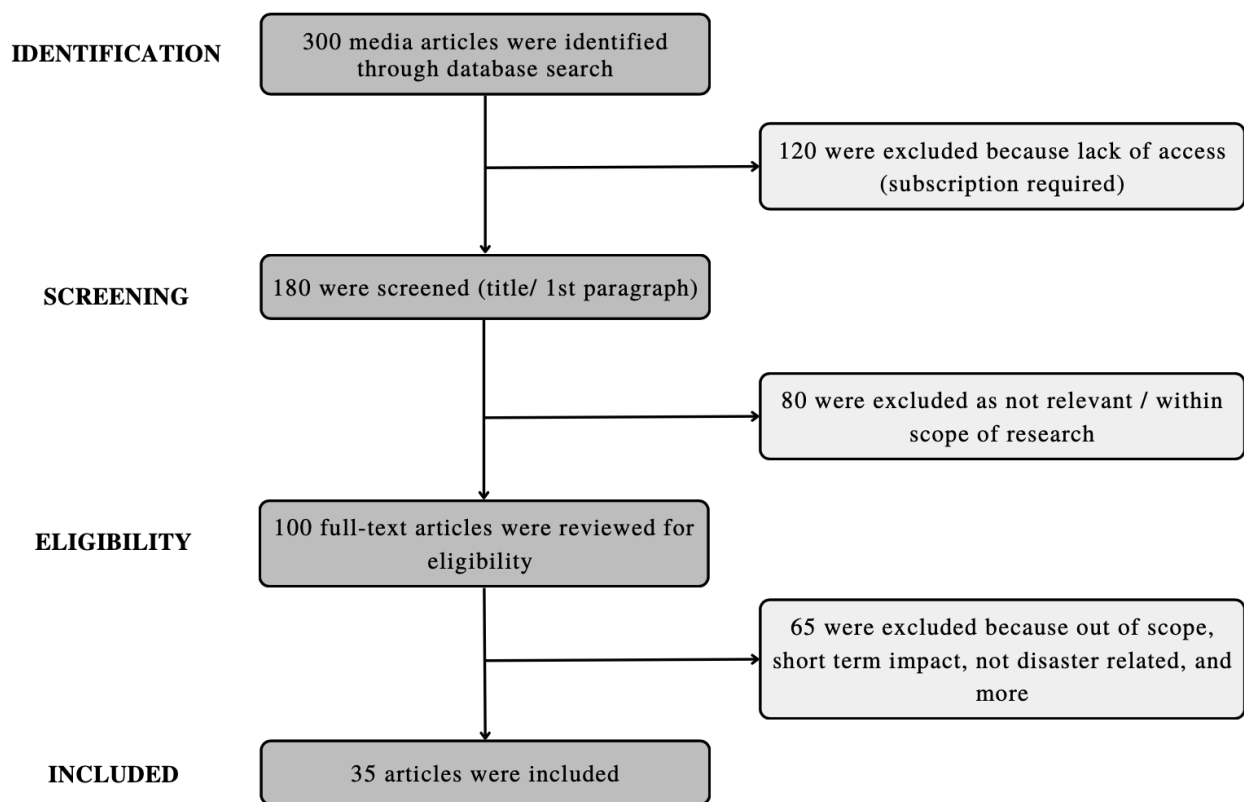 IDENTIFICATION
300 media articles were identified
through database search
120 were excluded because lack of access
(subscription required)
SCREENING
180 were screened (title/ 1st paragraph)
80 were excluded as not relevant / within
scope of research
ELIGIBILITY
100 full-text articles were reviewed for
eligibility
65 were excluded because out of scope,
short term impact, not disaster related, and
more
INCLUDED
35 articles were included